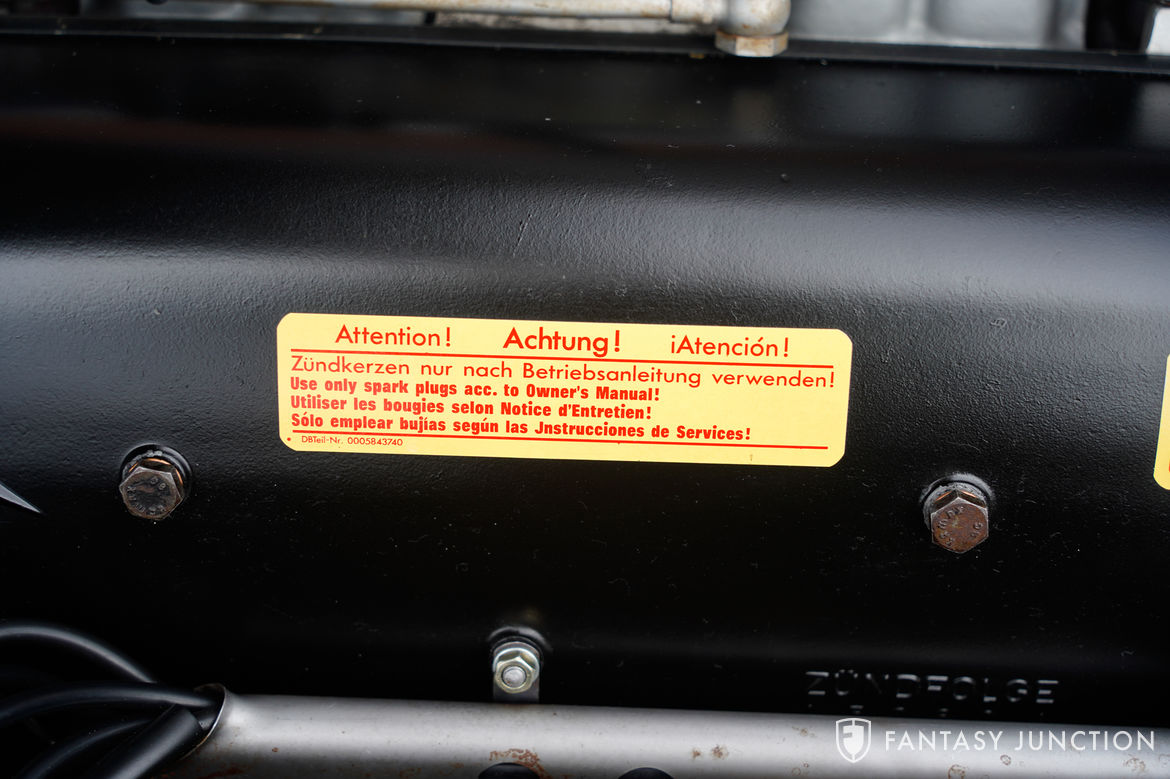 Attention! Achtung! ¡Atención!
Zündkerzen nur nach Betriebsanleitung verwenden!
Use only spark plugs acc. to Owner's Manual!
Utiliser les bougies selon Notice d'Entretien!
Sólo emplear bujías según las Jnstrucciones de Services!
DBTeil-Nr. 0005843740
ZÜNDFOLGE
FANTASY JUNCTION